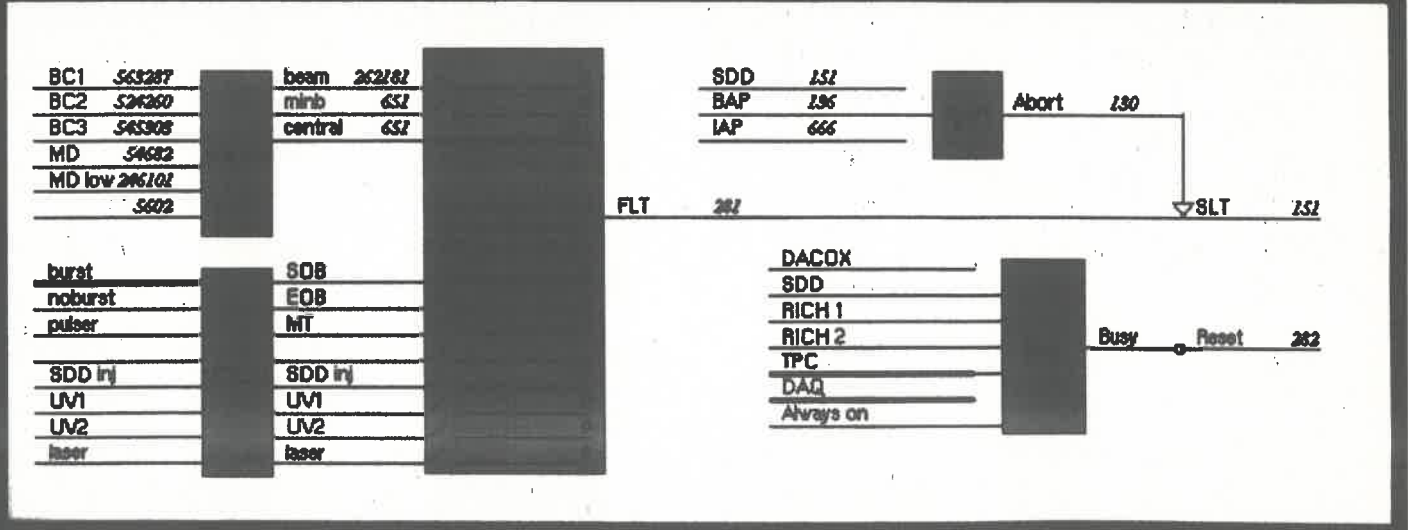 BC1 563287
BC2 524260
BC3 545908
MD 54682
MD low 246101
5602
beam 262181
minb 651
central 651
burst
noburst
pulser
SDD inj
UV1
UV2
laser
SOB
EOB
MT
SDD inj
UV1
UV2
laser
FLT 281
SDD 151
BAP 196
IAP 666
Abort 130
SLT 151
DACOX
SDD
RICH 1
RICH 2
TPC
DAQ
Always on
Busy
Reset 282